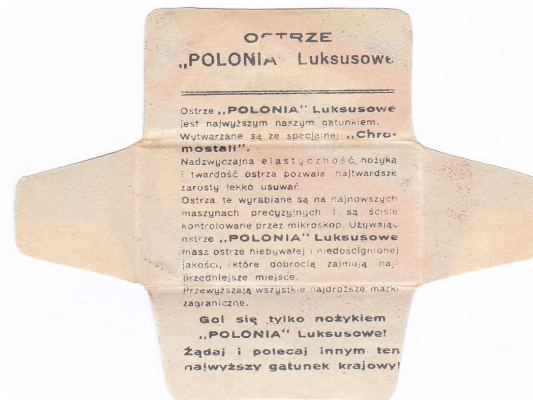 OSTRZE
„POLONIA" Luksusowe
Ostrze „POLONIA" Luksusowe
jest najwyższym naszym gatunkiem.
Wytwarzane są ze specjalnej „Chro-
mostali".
Nadzwyczajna elastyczność nożyka
i twardość ostrza pozwala najtwardsze
zarosty lekko usuwać.
Ostrza te wyrabiane są na najnowszych
maszynach precyzyjnych i są ściśle
kontrolowane przez mikroskop. Używając
ostrze „POLONIA" Luksusowe
masz ostrze niebywałej i niedoścignionej
jakości, które dobrocią zajmują naj-
przedniejsze miejsce.
Przewyższają wszystkie najdroższe marki
zagraniczne.
Gol się tylko nożykiem
„POLONIA" Luksusowe!
Żądaj i polecaj innym ten
najwyższy gatunek krajowy!